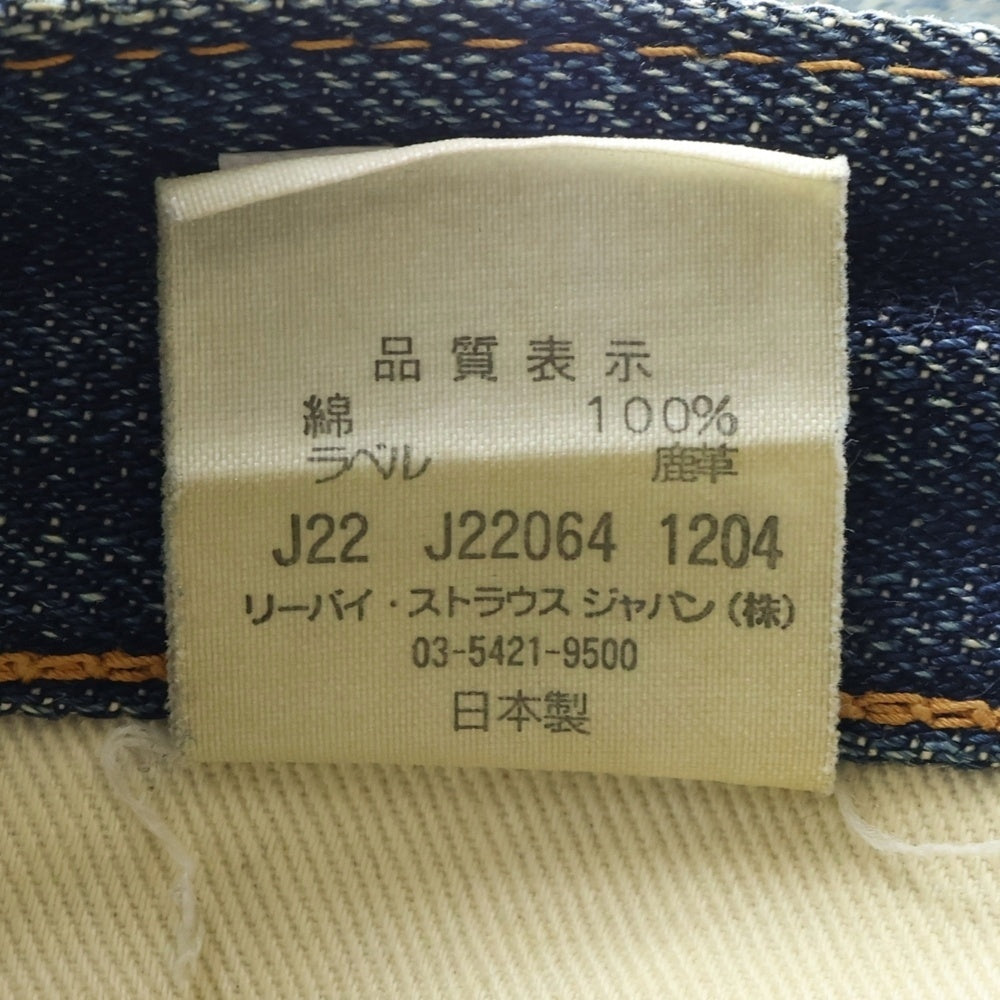 品質表示
綿 100%
ラベル 鹿革
J22 J22064 1204
リーバイ・ストラウス ジャパン(株)
03-5421-9500
日本製